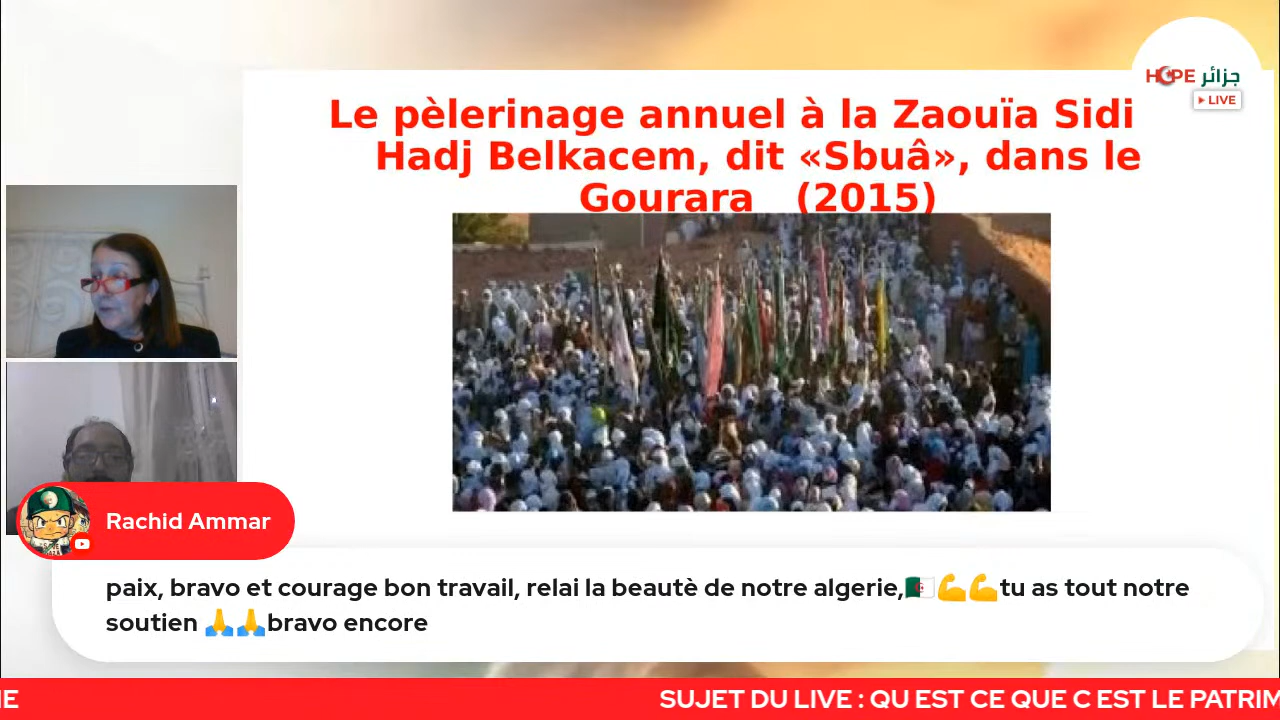 HOPE جزائر
LIVE
Le pèlerinage annuel à la Zaouïa Sidi
Hadj Belkacem, dit «Sbuâ», dans le
Gourara (2015)
Rachid Ammar
paix, bravo et courage bon travail, relai la beautè de notre algerie,🇩🇿💪💪tu as tout notre
soutien 🙏🙏bravo encore
SUJET DU LIVE : QU EST CE QUE C EST LE PATRIM